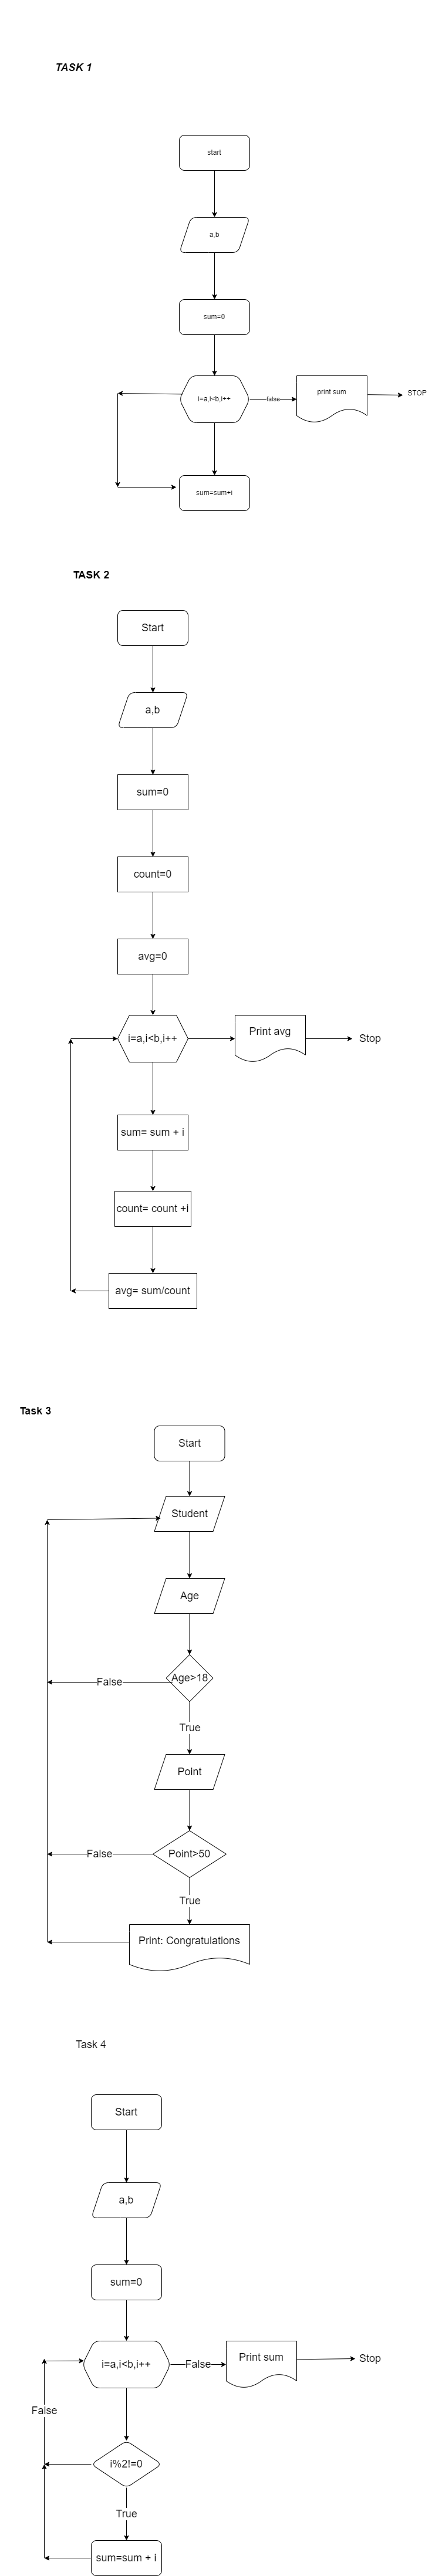 TASK 1
start
a,b
sum=0
i=a,i<b,i++
false
print sum
STOP
sum=sum+i
TASK 2
Start
a,b
sum=0
count=0
avg=0
i=a,i<b,i++
Print avg
Stop
sum= sum + i
count= count +i
avg= sum/count
Task 3
Start
Student
Age
Age>18
False
True
Point
Point>50
False
True
Print: Congratulations
Task 4
Start
a,b
sum=0
i=a,i<b,i++
False
Print sum
Stop
False
i%2!=0
True
sum=sum + i